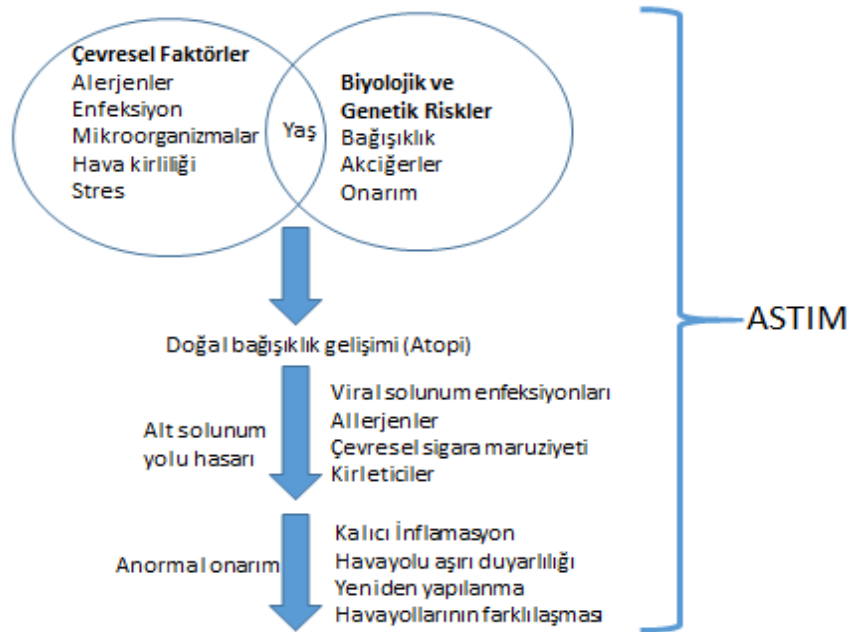 Çevresel Faktörler
Alerjenler
Enfeksiyon
Mikroorganizmalar
Hava kirliliği
Stres
Yaş
Biyolojik ve
Genetik Riskler
Bağışıklık
Akciğerler
Onarım
Doğal bağışıklık gelişimi (Atopi)
Alt solunum
yolu hasarı
Viral solunum enfeksiyonları
Allerjenler
Çevresel sigara maruziyeti
Kirleticiler
Anormal onarım
Kalıcı İnflamasyon
Havayolu aşırı duyarlılığı
Yeniden yapılanma
Havayollarının farklılaşması
ASTIM